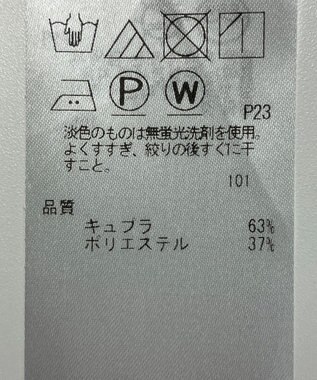 P W
P23
淡色のものは無蛍光洗剤を使用。
よくすすぎ、絞りの後すぐに干
すこと。
101
品質
キュプラ 63%
ポリエステル 37%